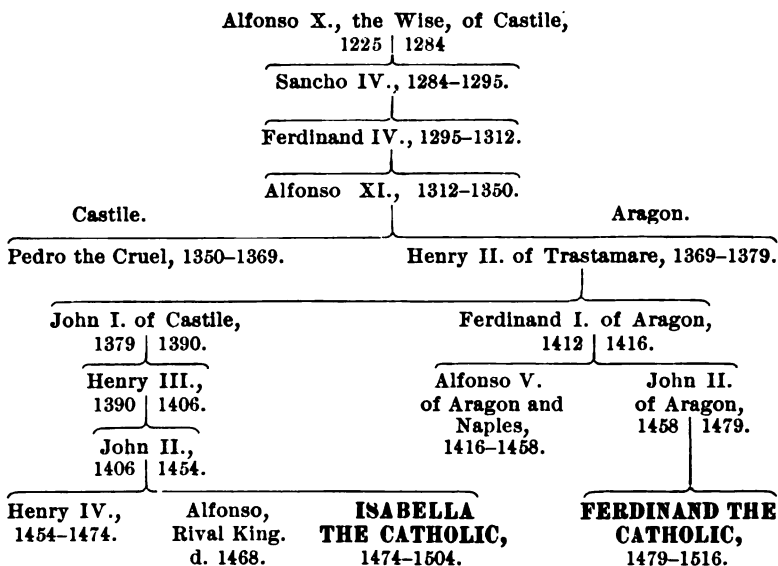 Alfonso X., the Wise, of Castile,
1225 | 1284
Sancho IV., 1284–1295.
Ferdinand IV., 1295–1312.
Alfonso XI., 1312–1350.
Castile. Aragon.
Pedro the Cruel, 1350–1369. Henry II. of Trastamare, 1369–1379.
John I. of Castile, Ferdinand I. of Aragon,
1379 | 1390. 1412 | 1416.
Henry III., Alfonso V. John II.
1390 | 1406. of Aragon and of Aragon,
Naples, 1458 | 1479.
John II., 1416–1458.
1406 | 1454.
Henry IV., Alfonso, ISABELLA FERDINAND THE
1454–1474. Rival King. THE CATHOLIC, CATHOLIC,
d. 1468. 1474–1504. 1479–1516.